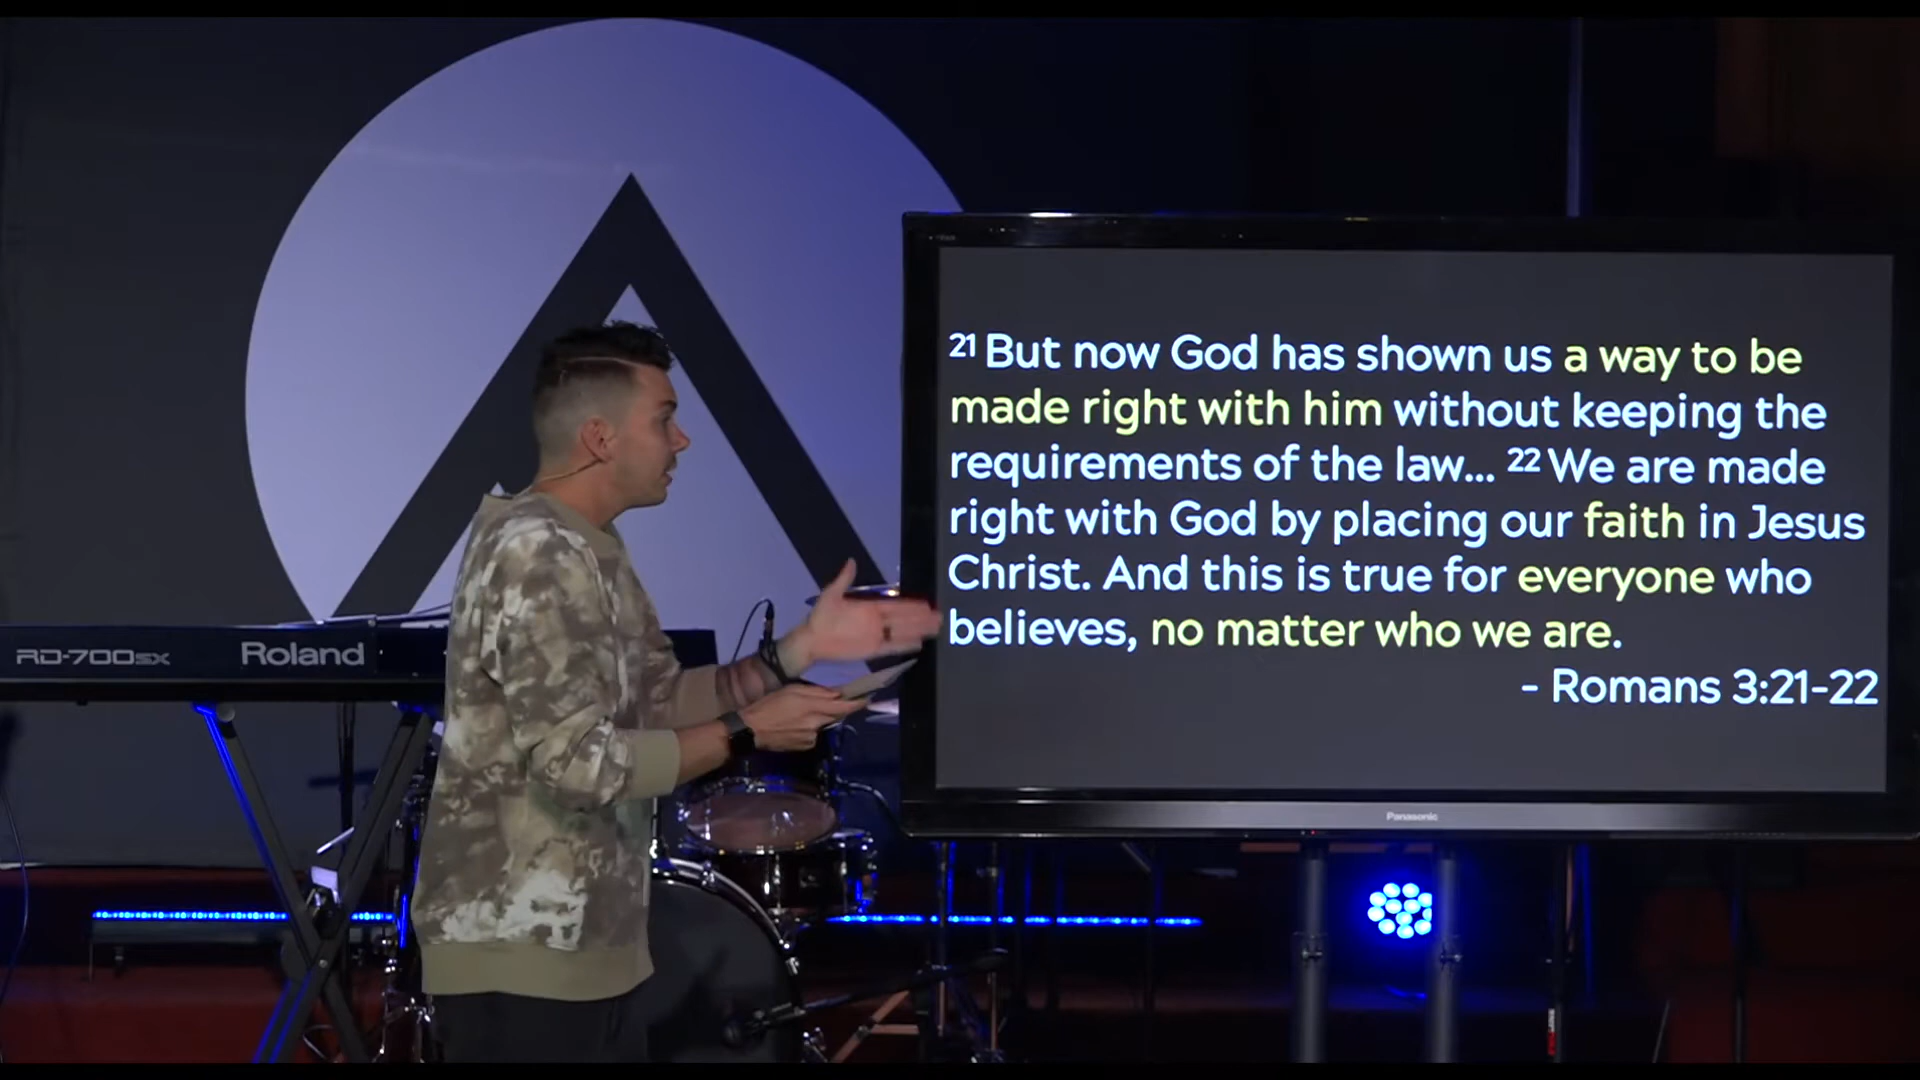 21 But now God has shown us a way to be
made right with him without keeping the
requirements of the law... 22 We are made
right with God by placing our faith in Jesus
Christ. And this is true for everyone who
believes, no matter who we are.
- Romans 3:21-22
RD-700SX Roland
Panasonic